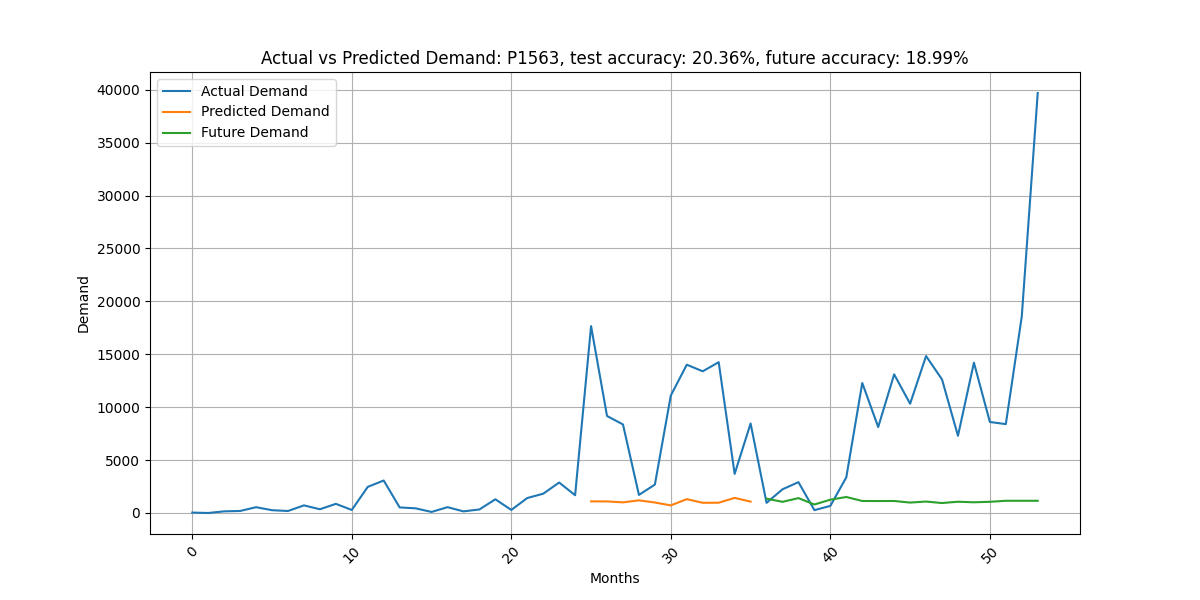 Actual vs Predicted Demand: P1563, test accuracy: 20.36%, future accuracy: 18.99%
Actual Demand
Predicted Demand
Future Demand
40000
35000
30000
25000
20000
15000
10000
5000
0
Demand
0
10
20
30
40
50
Months